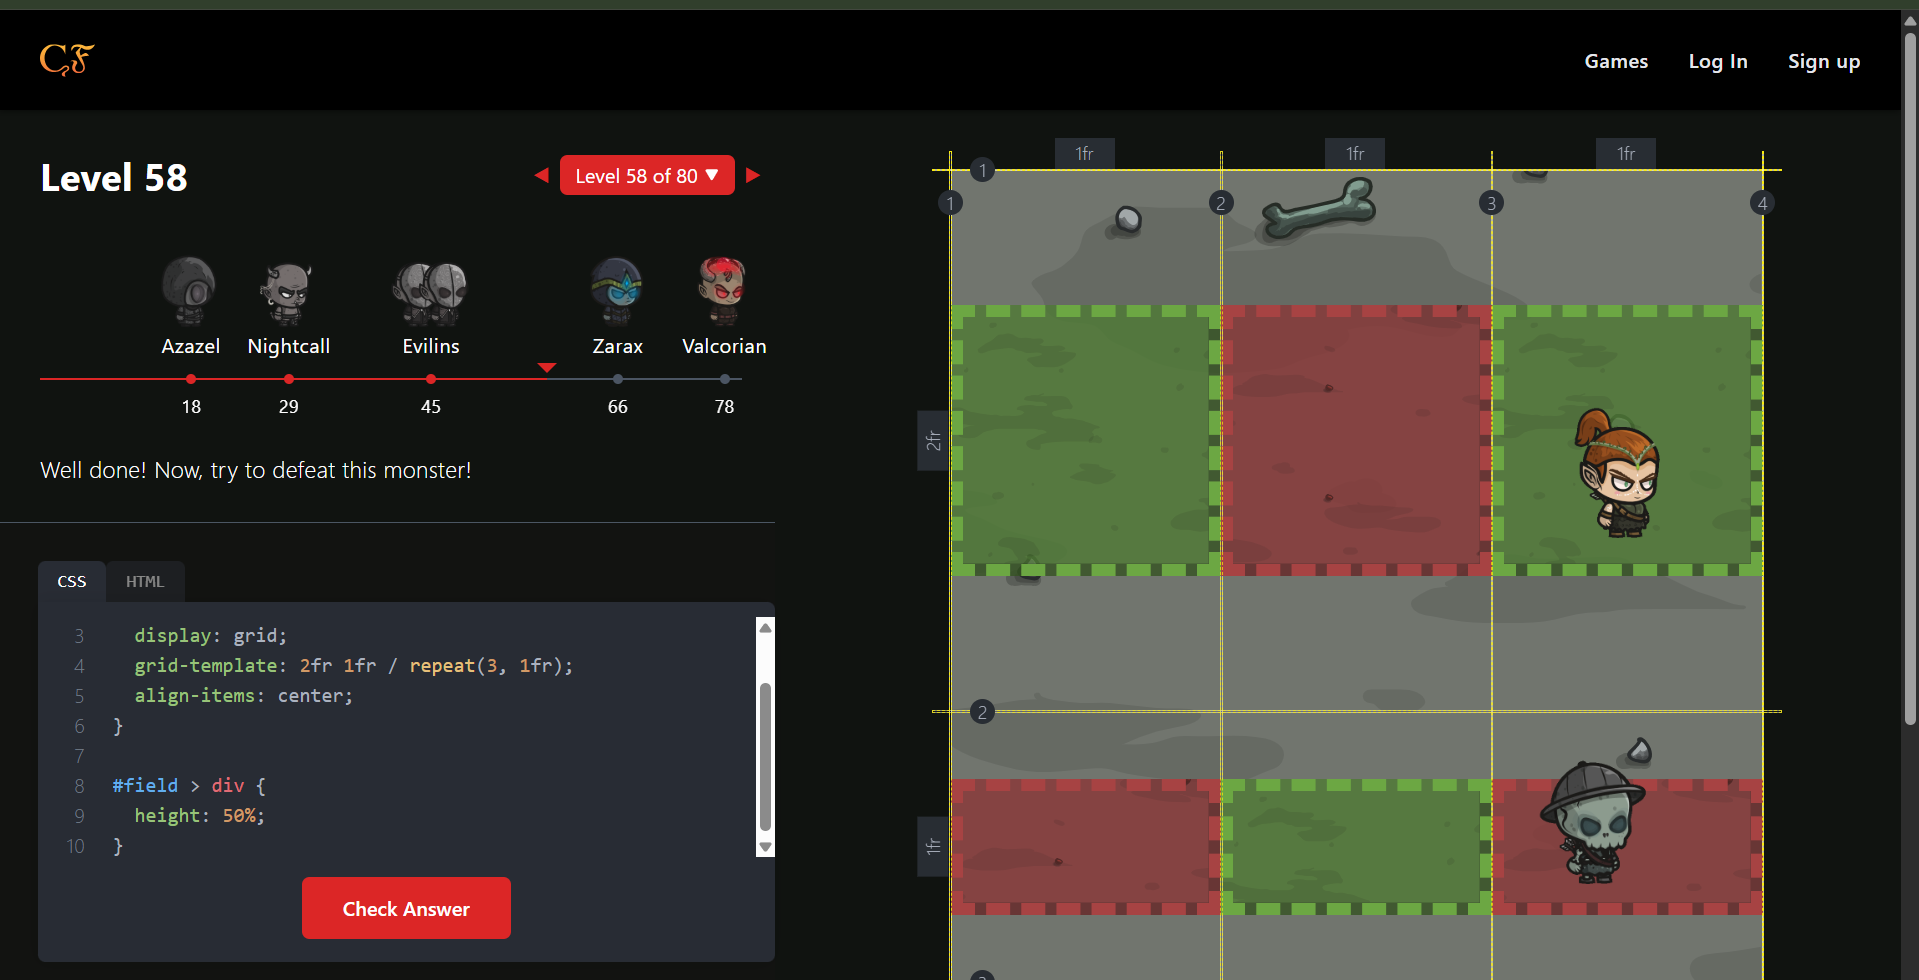 CF
Games Log In Sign up
Level 58
Level 58 of 80 ▼
Azazel Nightcall Evilins Zarax Valcorian
18 29 45 66 78
Well done! Now, try to defeat this monster!
CSS HTML
3 display: grid;
4 grid-template: 2fr 1fr / repeat(3, 1fr);
5 align-items: center;
6 }
7
8 #field > div {
9 height: 50%;
10 }
Check Answer
1fr 1fr 1fr
1
1 2 3 4
2fr
2
1fr